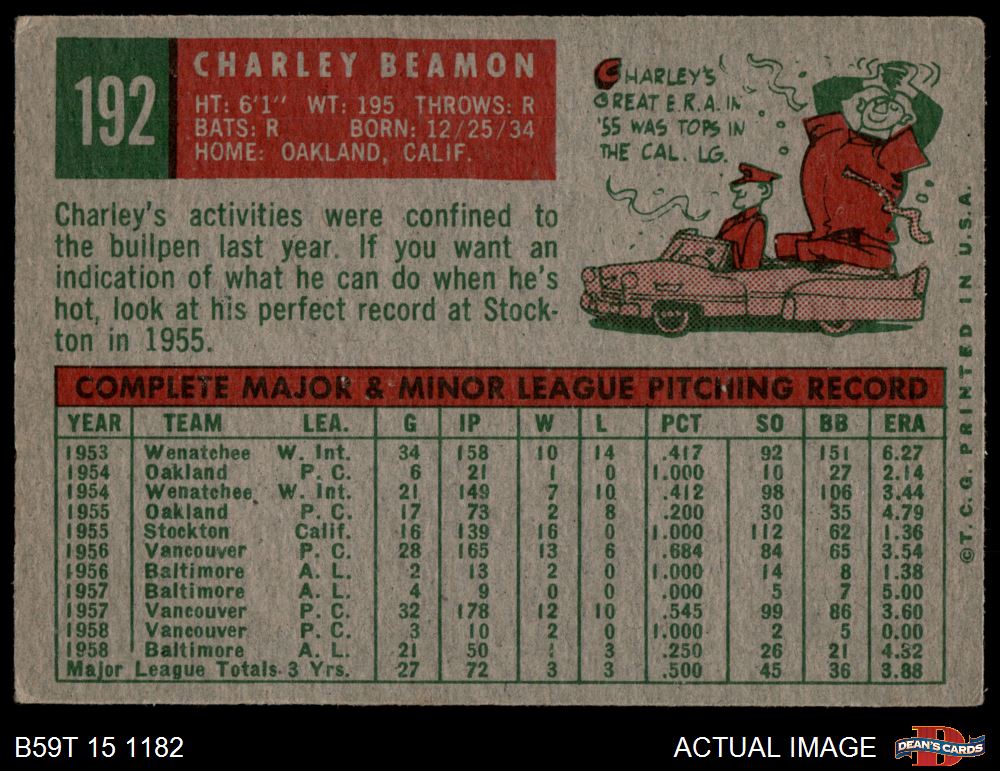 192
CHARLEY BEAMON
HT: 6'1" WT: 195 THROWS: R
BATS: R BORN: 12/25/34
HOME: OAKLAND, CALIF.
CHARLEY'S
GREAT E.R.A. IN
'55 WAS TOPS IN
THE CAL. LG.
Charley's activities were confined to
the bullpen last year. If you want an
indication of what he can do when he's
hot, look at his perfect record at Stock-
ton in 1955.
COMPLETE MAJOR & MINOR LEAGUE PITCHING RECORD
YEAR TEAM LEA. G IP W L PCT SO BB ERA
1953 Wenatchee W. Int. 34 158 10 14 .417 92 151 6.27
1954 Oakland P. C. 6 21 1 0 1.000 10 27 2.14
1954 Wenatchee W. Int. 21 149 7 10 .412 98 106 3.44
1955 Oakland P. C. 17 73 2 8 .200 30 35 4.79
1955 Stockton Calif. 16 139 16 0 1.000 112 62 1.36
1956 Vancouver P. C. 28 165 13 6 .684 84 65 3.54
1956 Baltimore A. L. 2 13 2 0 1.000 14 8 1.38
1957 Baltimore A. L. 4 9 0 0 .000 5 7 5.00
1957 Vancouver P. C. 32 178 12 10 .545 99 86 3.60
1958 Vancouver P. C. 3 10 2 0 1.000 2 5 0.00
1958 Baltimore A. L. 21 50 1 3 .250 26 21 4.32
Major League Totals 3 Yrs. 27 72 3 3 .500 45 36 3.88
©T. C. G. PRINTED IN U.S.A.
B59T 15 1182
ACTUAL IMAGE
DEAN'S CARDS